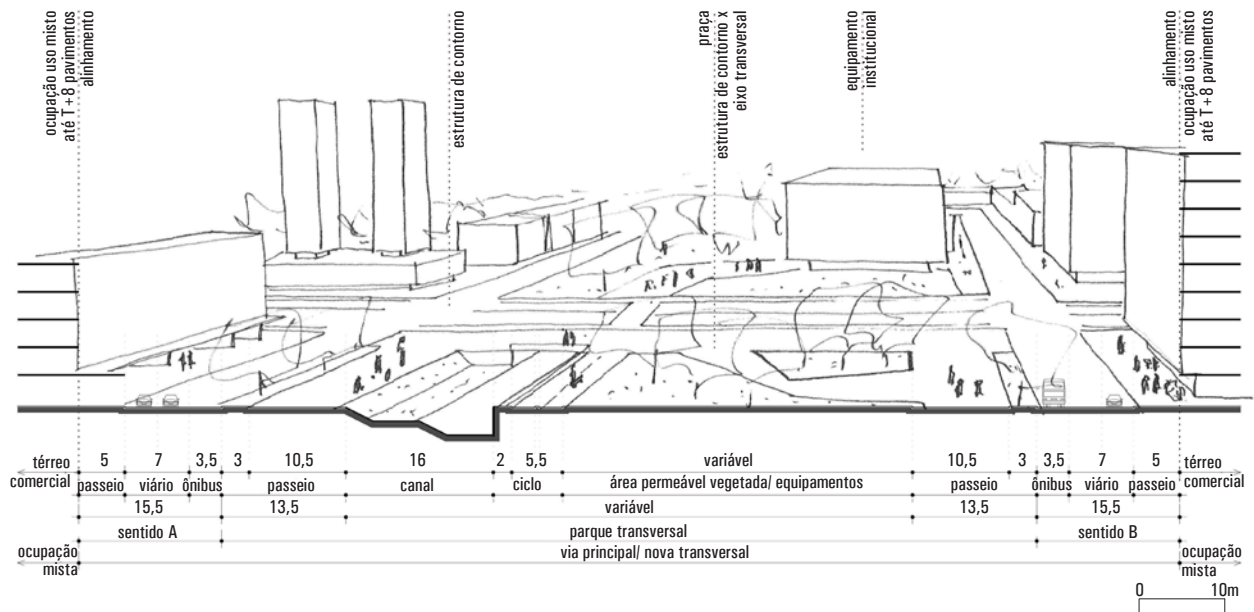 ocupação uso misto
até T + 8 pavimentos
alinhamento
estrutura de contorno
praça
estrutura de contorno x
eixo transversal
equipamento
institucional
alinhamento
ocupação uso misto
até T + 8 pavimentos
térreo
comercial
5 7 3,5 3 10,5 16 2 5,5 variável 10,5 3 3,5 7 5
térreo
comercial
passeio viário ônibus passeio canal ciclo área permeável vegetada/ equipamentos passeio ônibus viário passeio
15,5 13,5 variável 13,5 15,5
sentido A parque transversal sentido B
ocupação
mista
via principal/ nova transversal
ocupação
mista
0 10m